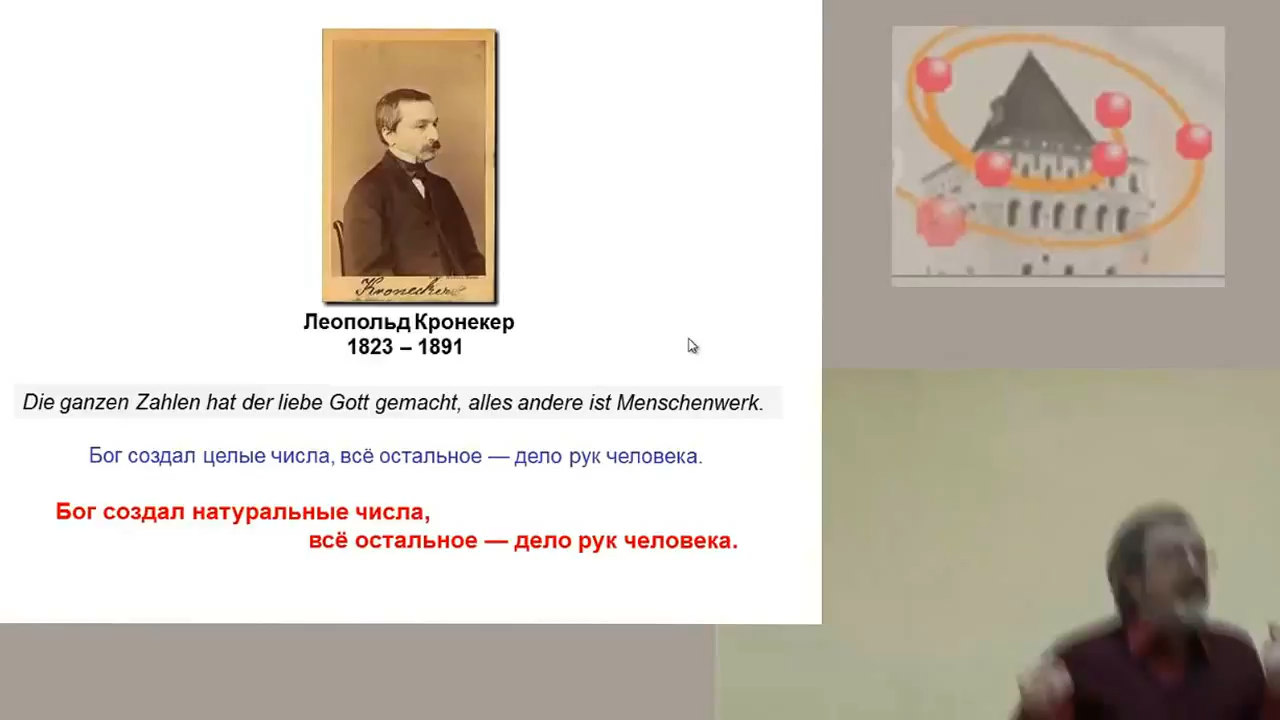 Kronecker
Леопольд Кронекер
1823 – 1891
Die ganzen Zahlen hat der liebe Gott gemacht, alles andere ist Menschenwerk.
Бог создал целые числа, всё остальное — дело рук человека.
Бог создал натуральные числа,
всё остальное — дело рук человека.